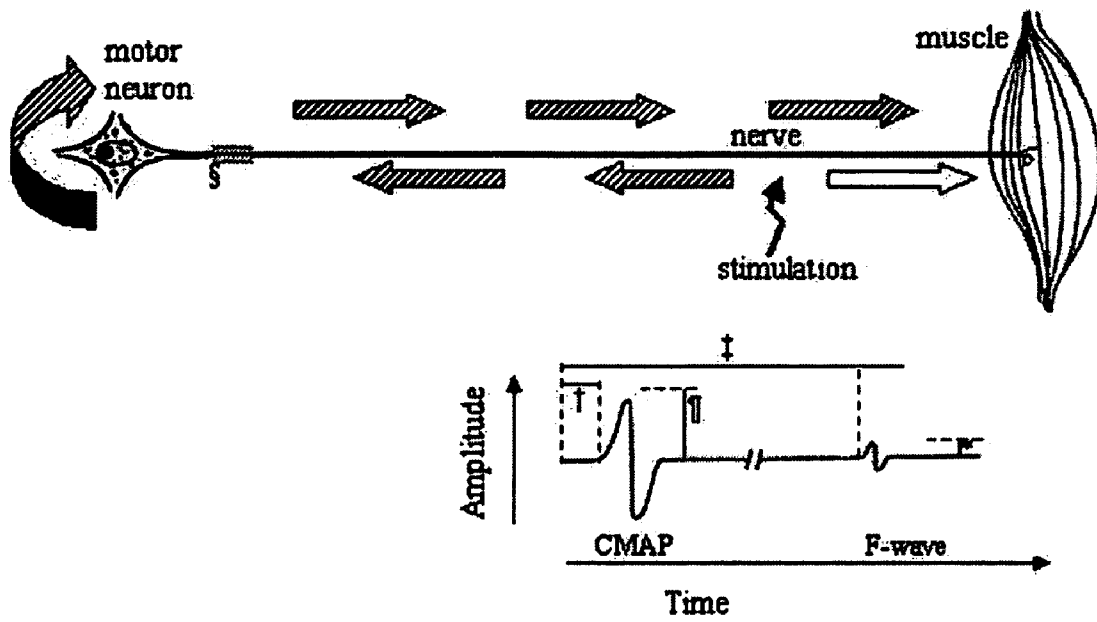 motor
neuron
muscle
nerve
§
stimulation
‡
†
¶
Amplitude
CMAP
F-wave
Time